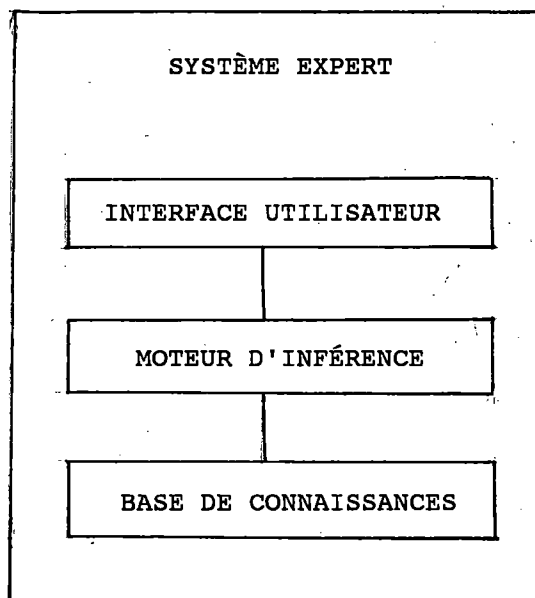 SYSTÈME EXPERT
INTERFACE UTILISATEUR
MOTEUR D'INFÉRENCE
BASE DE CONNAISSANCES